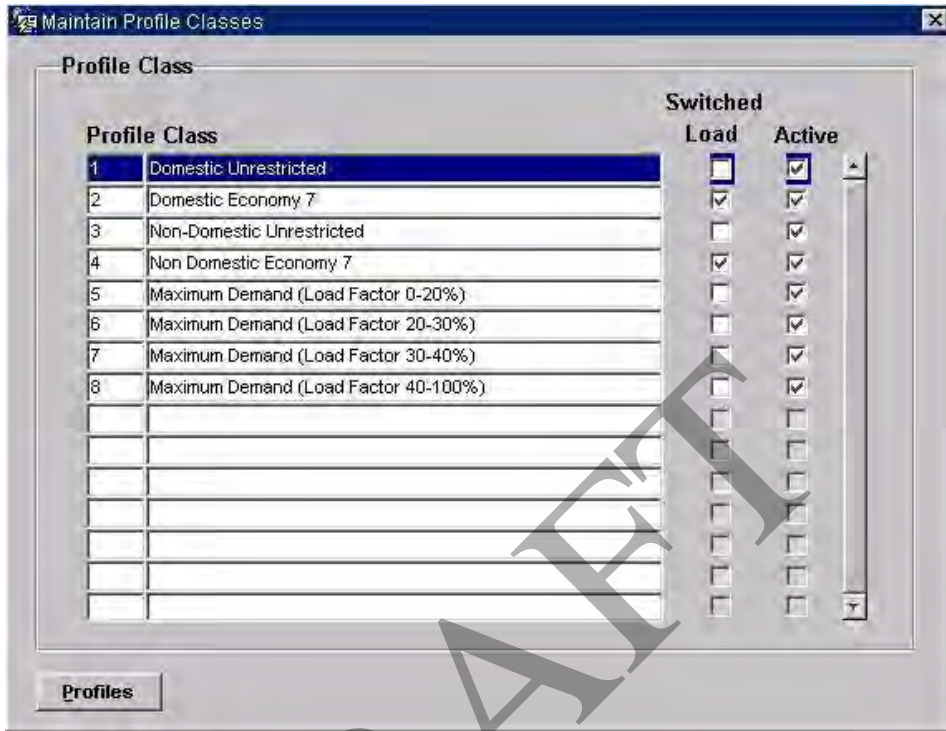 Maintain Profile Classes
Profile Class
Switched
Profile Class Load Active
1 Domestic Unrestricted
2 Domestic Economy 7
3 Non-Domestic Unrestricted
4 Non Domestic Economy 7
5 Maximum Demand (Load Factor 0-20%)
6 Maximum Demand (Load Factor 20-30%)
7 Maximum Demand (Load Factor 30-40%)
8 Maximum Demand (Load Factor 40-100%)
Profiles